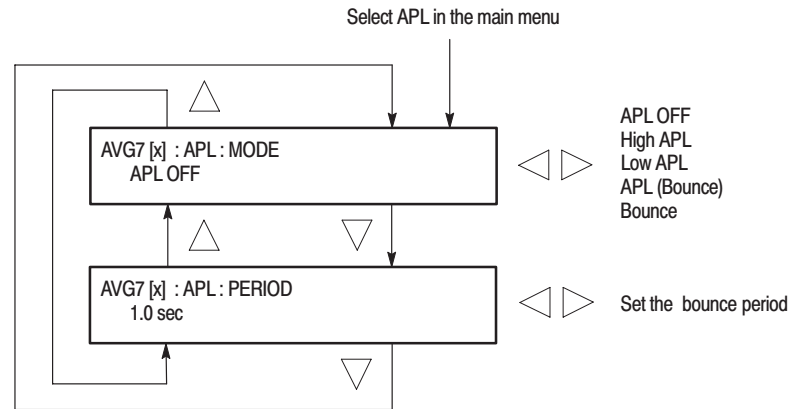 Select APL in the main menu
AVG7 [x] : APL : MODE
APL OFF
APL OFF
High APL
Low APL
APL (Bounce)
Bounce
AVG7 [x] : APL : PERIOD
1.0 sec
Set the bounce period